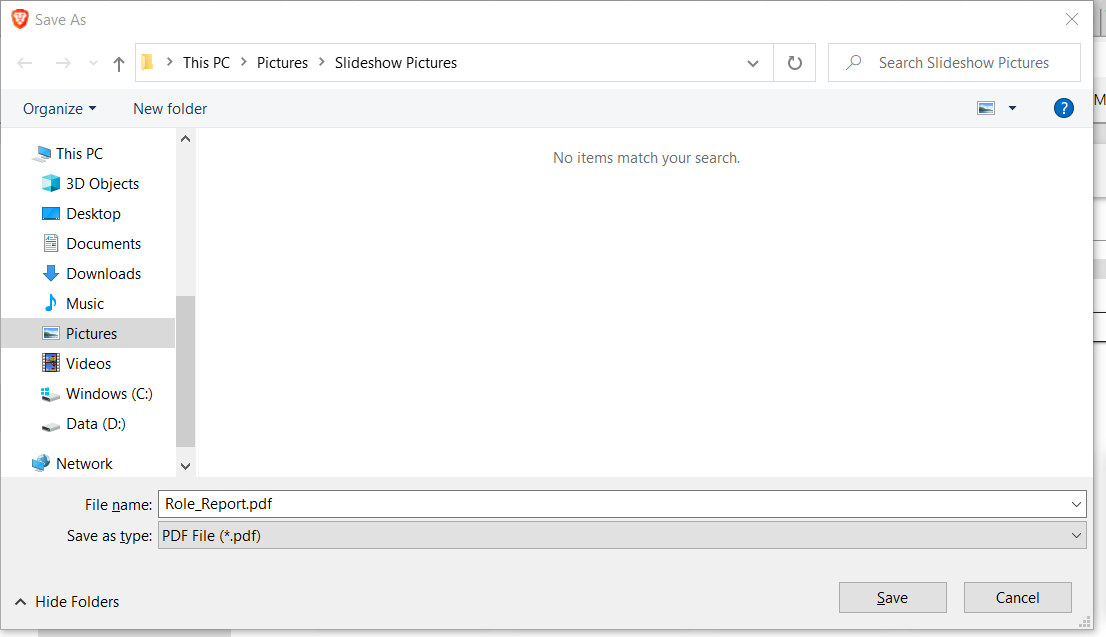 Save As
This PC > Pictures > Slideshow Pictures
Search Slideshow Pictures
Organize
New folder
?
M
This PC
3D Objects
Desktop
Documents
Downloads
Music
Pictures
Videos
Windows (C:)
Data (D:)
Network
No items match your search.
File name: Role_Report.pdf
Save as type: PDF File (*.pdf)
Hide Folders
Save
Cancel